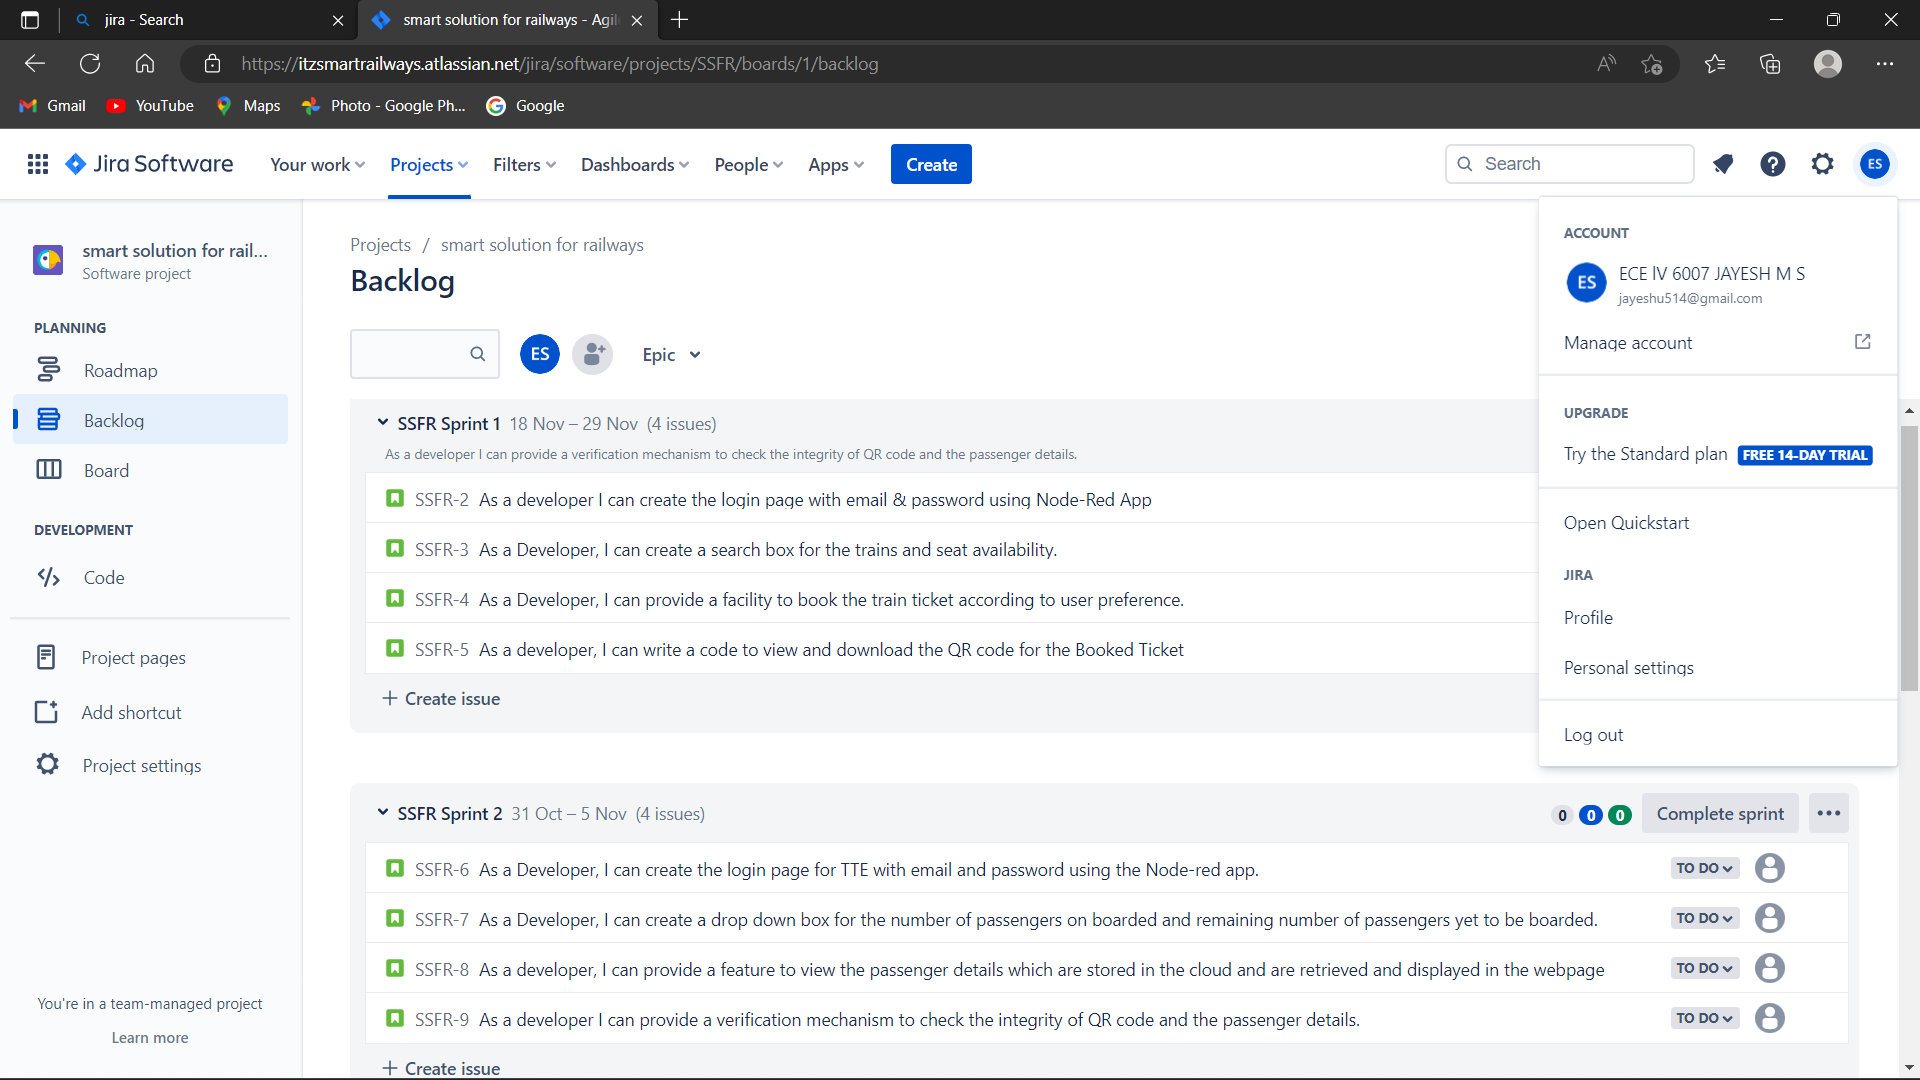 jira - Search
smart solution for railways - Agil
https://itzsmartrailways.atlassian.net/jira/software/projects/SSFR/boards/1/backlog
Gmail
YouTube
Maps
Photo - Google Ph...
Google
Jira Software
Your work
Projects
Filters
Dashboards
People
Apps
Create
Search
ES
smart solution for rail...
Software project
PLANNING
Roadmap
Backlog
Board
DEVELOPMENT
Code
Project pages
Add shortcut
Project settings
You're in a team-managed project
Learn more
Projects / smart solution for railways
Backlog
ES
Epic
SSFR Sprint 1 18 Nov – 29 Nov (4 issues)
As a developer I can provide a verification mechanism to check the integrity of QR code and the passenger details.
SSFR-2 As a developer I can create the login page with email & password using Node-Red App
SSFR-3 As a Developer, I can create a search box for the trains and seat availability.
SSFR-4 As a Developer, I can provide a facility to book the train ticket according to user preference.
SSFR-5 As a developer, I can write a code to view and download the QR code for the Booked Ticket
+ Create issue
SSFR Sprint 2 31 Oct – 5 Nov (4 issues)
0 0 0 Complete sprint
SSFR-6 As a Developer, I can create the login page for TTE with email and password using the Node-red app. TO DO
SSFR-7 As a Developer, I can create a drop down box for the number of passengers on boarded and remaining number of passengers yet to be boarded. TO DO
SSFR-8 As a developer, I can provide a feature to view the passenger details which are stored in the cloud and are retrieved and displayed in the webpage TO DO
SSFR-9 As a developer I can provide a verification mechanism to check the integrity of QR code and the passenger details. TO DO
+ Create issue
ACCOUNT
ES
ECE IV 6007 JAYESH M S
jayeshu514@gmail.com
Manage account
UPGRADE
Try the Standard plan FREE 14-DAY TRIAL
Open Quickstart
JIRA
Profile
Personal settings
Log out